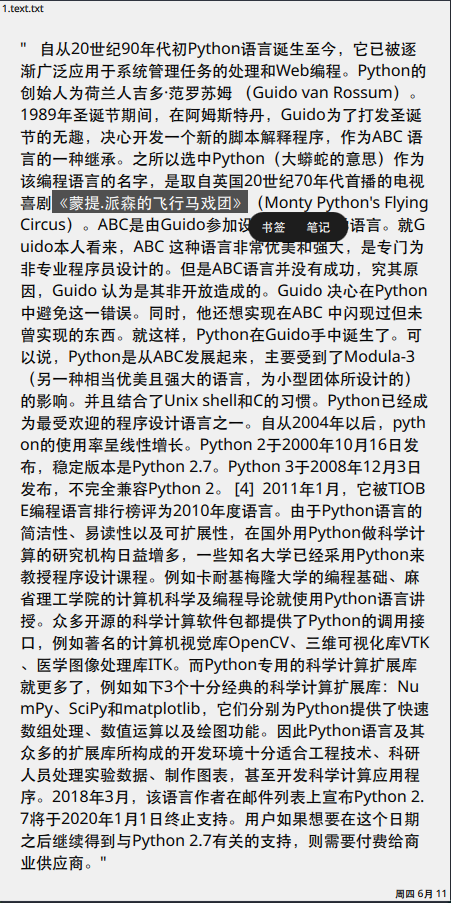 1.text.txt
"   自从20世纪90年代初Python语言诞生至今，它已被逐
渐广泛应用于系统管理任务的处理和Web编程。Python的
创始人为荷兰人吉多·范罗苏姆 （Guido van Rossum）。
1989年圣诞节期间，在阿姆斯特丹，Guido为了打发圣诞
节的无趣，决心开发一个新的脚本解释程序，作为ABC 语
言的一种继承。之所以选中Python（大蟒蛇的意思）作为
该编程语言的名字，是取自英国20世纪70年代首播的电视
喜剧《蒙提.派森的飞行马戏团》（Monty Python's Flying
Circus）。ABC是由Guido参加设
语言。就G
书签 笔记
uido本人看来，ABC 这种语言非常优美和强大，是专门为
非专业程序员设计的。但是ABC语言并没有成功，究其原
因，Guido 认为是其非开放造成的。Guido 决心在Python
中避免这一错误。同时，他还想实现在ABC 中闪现过但未
曾实现的东西。就这样，Python在Guido手中诞生了。可
以说，Python是从ABC发展起来，主要受到了Modula-3
（另一种相当优美且强大的语言，为小型团体所设计的）
的影响。并且结合了Unix shell和C的习惯。Python已经成
为最受欢迎的程序设计语言之一。自从2004年以后，pyth
on的使用率呈线性增长。Python 2于2000年10月16日发
布，稳定版本是Python 2.7。Python 3于2008年12月3日
发布，不完全兼容Python 2。 [4]  2011年1月，它被TIOB
E编程语言排行榜评为2010年度语言。由于Python语言的
简洁性、易读性以及可扩展性，在国外用Python做科学计
算的研究机构日益增多，一些知名大学已经采用Python来
教授程序设计课程。例如卡耐基梅隆大学的编程基础、麻
省理工学院的计算机科学及编程导论就使用Python语言讲
授。众多开源的科学计算软件包都提供了Python的调用接
口，例如著名的计算机视觉库OpenCV、三维可视化库VTK
、医学图像处理库ITK。而Python专用的科学计算扩展库
就更多了，例如如下3个十分经典的科学计算扩展库：Nu
mPy、SciPy和matplotlib，它们分别为Python提供了快速
数组处理、数值运算以及绘图功能。因此Python语言及其
众多的扩展库所构成的开发环境十分适合工程技术、科研
人员处理实验数据、制作图表，甚至开发科学计算应用程
序。2018年3月，该语言作者在邮件列表上宣布Python 2.
7将于2020年1月1日终止支持。用户如果想要在这个日期
之后继续得到与Python 2.7有关的支持，则需要付费给商
业供应商。"
周四 6月 11